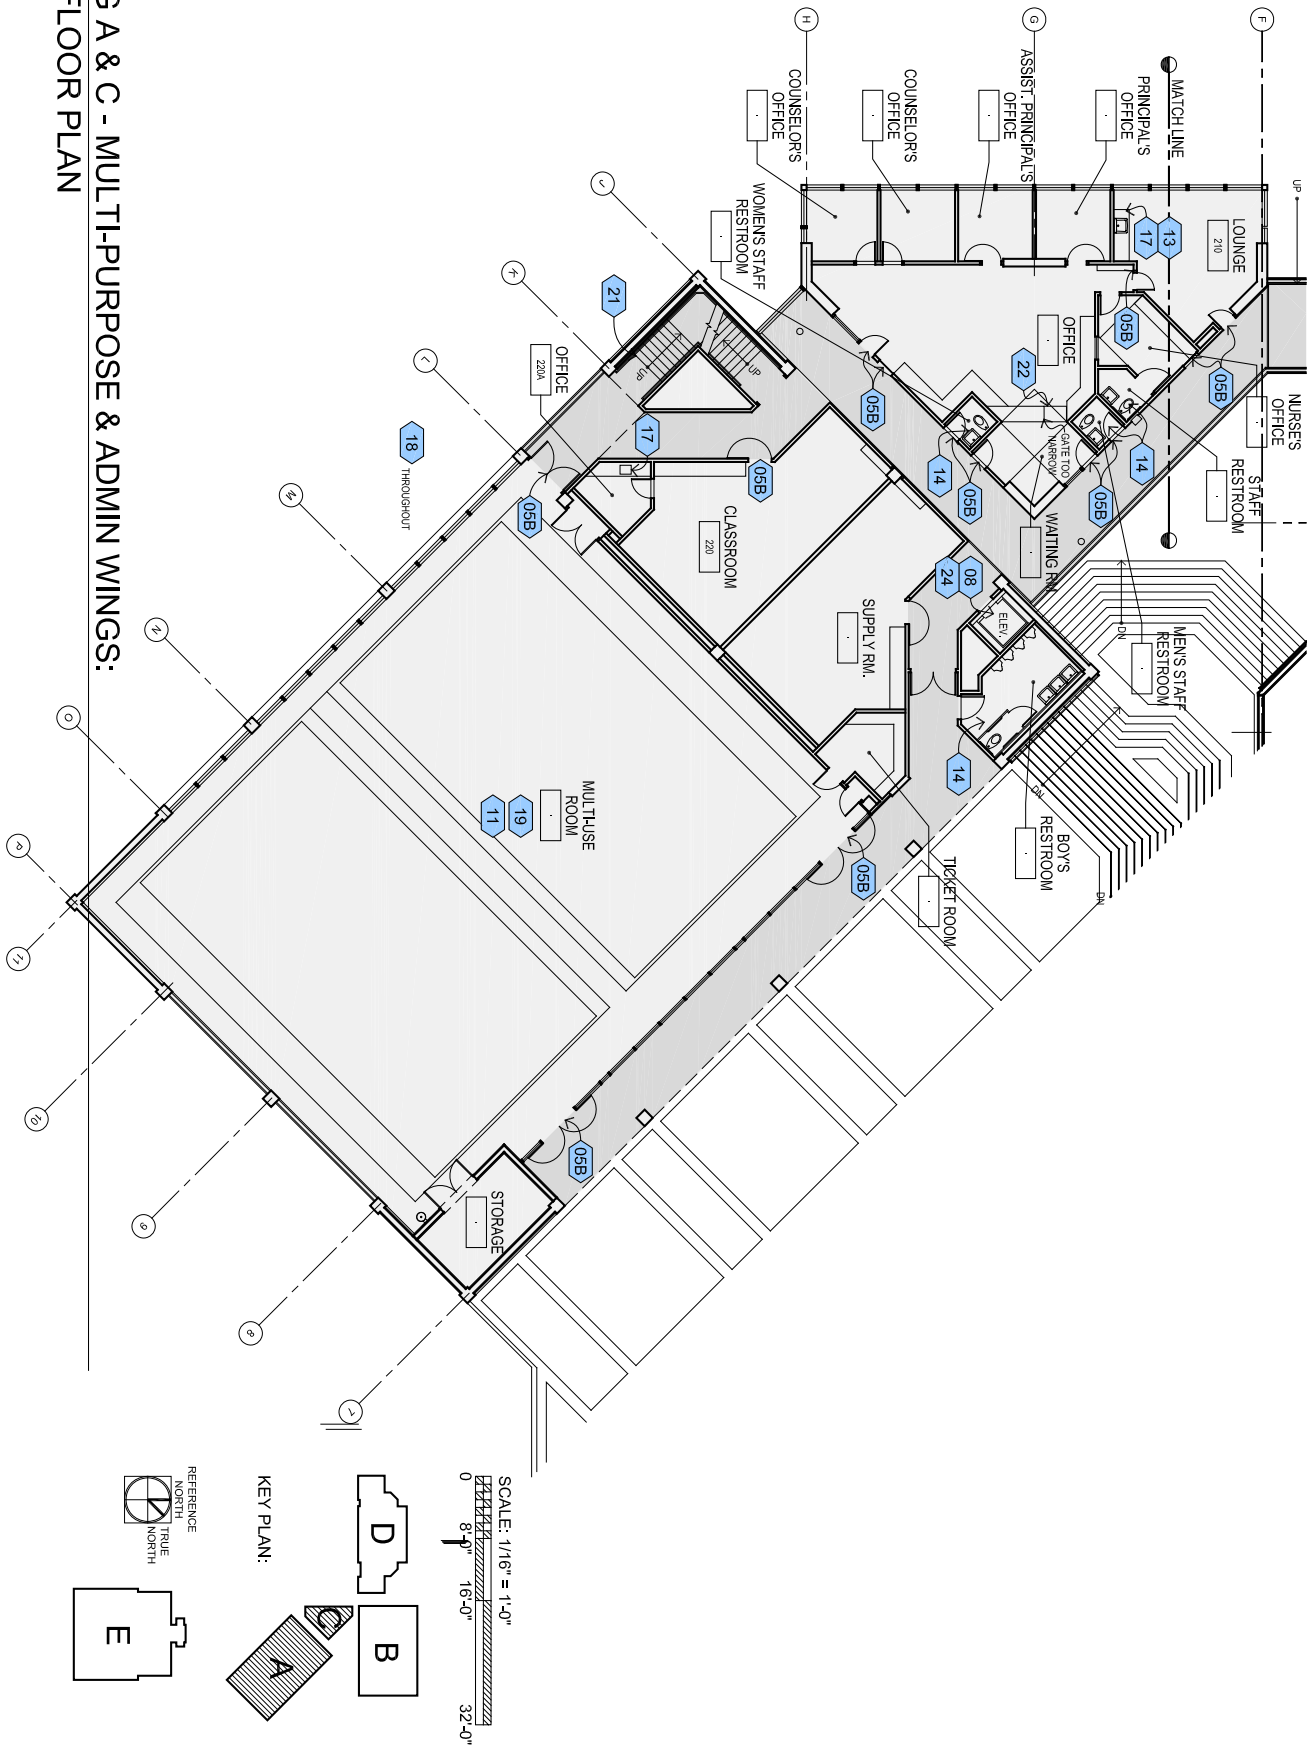 G A & C - MULTI-PURPOSE & ADMIN WINGS:
FLOOR PLAN
H
G
F
MATCH LINE
UP
COUNSELOR'S
OFFICE
COUNSELOR'S
OFFICE
ASSIST. PRINCIPAL'S
OFFICE
PRINCIPAL'S
OFFICE
LOUNGE
210
13
17
WOMEN'S STAFF
RESTROOM
NURSE'S
OFFICE
STAFF
RESTROOM
OFFICE
22
05B
05B
05B
14
05B
14
05B
GATE TOO
NARROW
WAITING RM
MEN'S STAFF
RESTROOM
J
K
L
M
N
O
P
21
UP
UP
OFFICE
220A
17
05B
05B
18
THROUGHOUT
CLASSROOM
220
SUPPLY RM.
08
24
ELEV.
DN
DN
DN
14
BOY'S
RESTROOM
TICKET ROOM
05B
MULTI-USE
ROOM
19
11
05B
STORAGE
11
10
9
8
7
SCALE: 1/16" = 1'-0"
0
8'-0"
16'-0"
32'-0"
KEY PLAN:
D
B
C
A
E
REFERENCE
NORTH
TRUE
NORTH